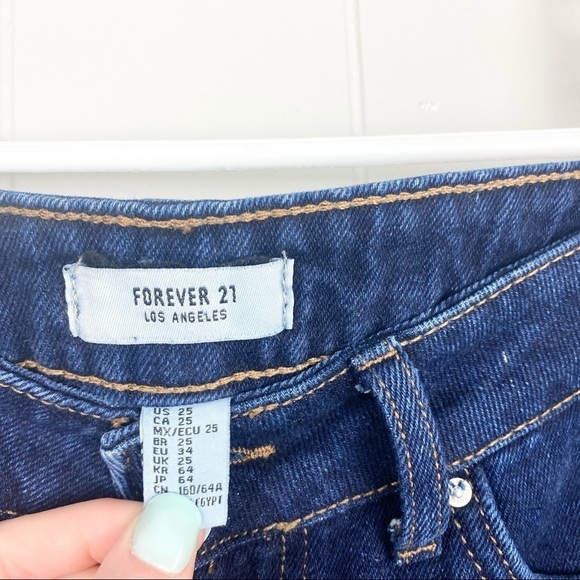 FOREVER 21
LOS ANGELES
US 25
CA 25
MX/ECU 25
BR 25
EU 34
UK 25
KR 64
JP 64
CN 160/64A
EGYPT